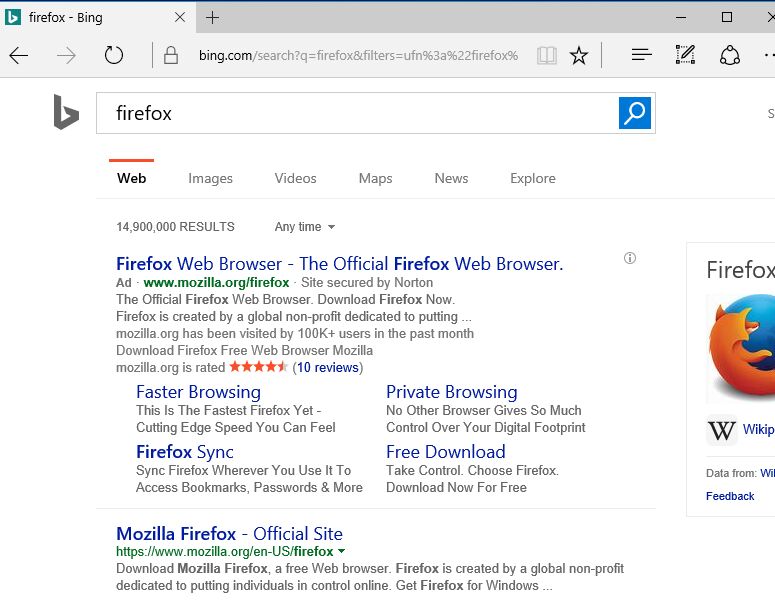 firefox - Bing
bing.com/search?q=firefox&filters=ufn%3a%22firefox%
firefox
Web Images Videos Maps News Explore
14,900,000 RESULTS Any time
Firefox Web Browser - The Official Firefox Web Browser.
Ad · www.mozilla.org/firefox · Site secured by Norton
The Official Firefox Web Browser. Download Firefox Now.
Firefox is created by a global non-profit dedicated to putting ...
mozilla.org has been visited by 100K+ users in the past month
Download Firefox Free Web Browser Mozilla
mozilla.org is rated (10 reviews)
Faster Browsing
This Is The Fastest Firefox Yet -
Cutting Edge Speed You Can Feel
Private Browsing
No Other Browser Gives So Much
Control Over Your Digital Footprint
Firefox Sync
Sync Firefox Wherever You Use It To
Access Bookmarks, Passwords & More
Free Download
Take Control. Choose Firefox.
Download Now For Free
Mozilla Firefox - Official Site
https://www.mozilla.org/en-US/firefox
Download Mozilla Firefox, a free Web browser. Firefox is created by a global non-profit
dedicated to putting individuals in control online. Get Firefox for Windows ...
S
Firefox
W Wikip
Data from: Wi
Feedback